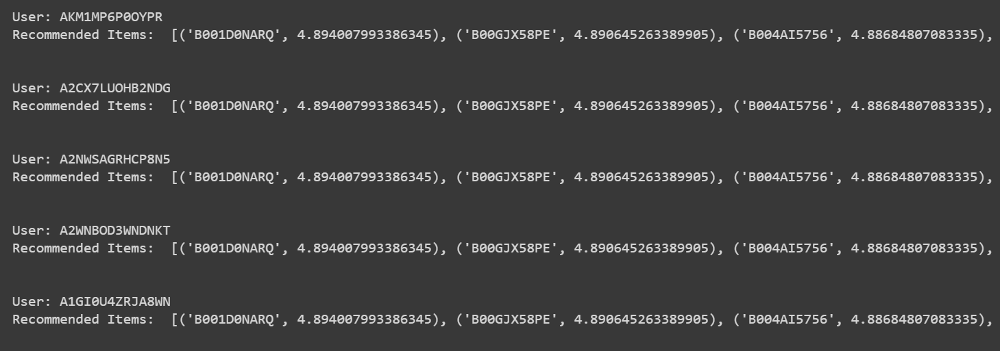 User: AKM1MP6P0OYPR
Recommended Items:  [('B001D0NARQ', 4.894007993386345), ('B00GJX58PE', 4.890645263389905), ('B004AI5756', 4.88684807083335),
User: A2CX7LUOHB2NDG
Recommended Items:  [('B001D0NARQ', 4.894007993386345), ('B00GJX58PE', 4.890645263389905), ('B004AI5756', 4.88684807083335),
User: A2NWSAGRHCP8N5
Recommended Items:  [('B001D0NARQ', 4.894007993386345), ('B00GJX58PE', 4.890645263389905), ('B004AI5756', 4.88684807083335),
User: A2WNBOD3WNDNKT
Recommended Items:  [('B001D0NARQ', 4.894007993386345), ('B00GJX58PE', 4.890645263389905), ('B004AI5756', 4.88684807083335),
User: A1GI0U4ZRJA8WN
Recommended Items:  [('B001D0NARQ', 4.894007993386345), ('B00GJX58PE', 4.890645263389905), ('B004AI5756', 4.88684807083335),